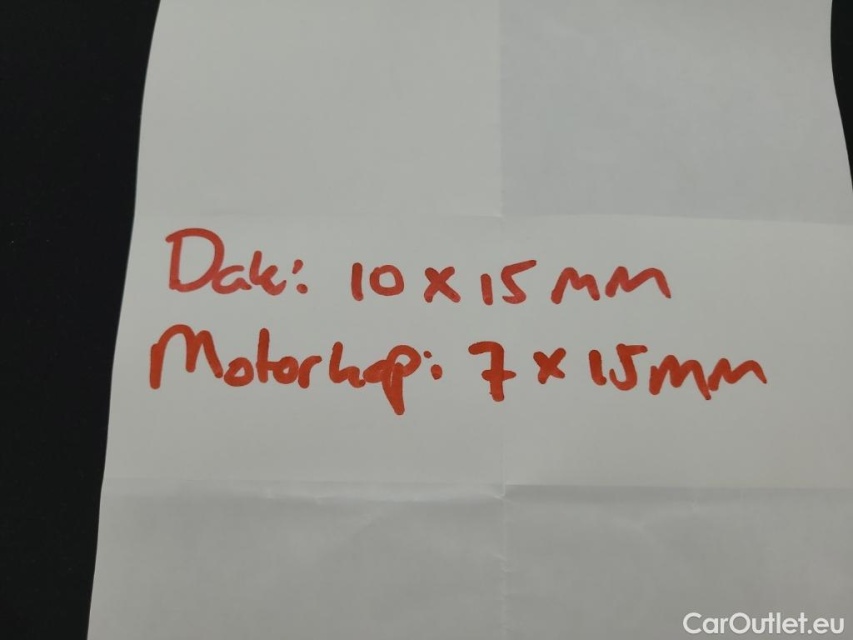 Dak: 10 x 15 mm
Motorkap: 7 x 15 mm
CarOutlet.eu